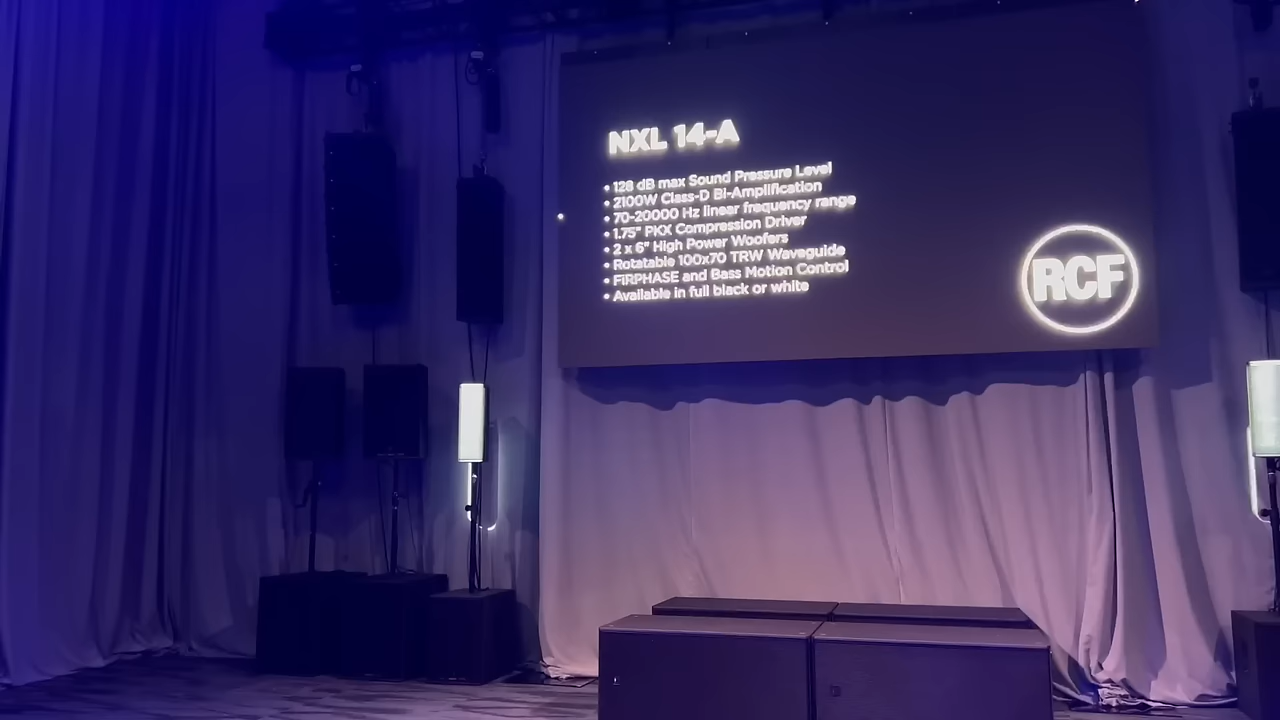 NXL 14-A
• 128 dB max Sound Pressure Level
• 2100W Class-D Bi-Amplification
• 70-20000 Hz linear frequency range
• 1.75" PKX Compression Driver
• 2 x 6" High Power Woofers
• Rotatable 100x70 TRW Waveguide
• FiRPHASE and Bass Motion Control
• Available in full black or white
RCF